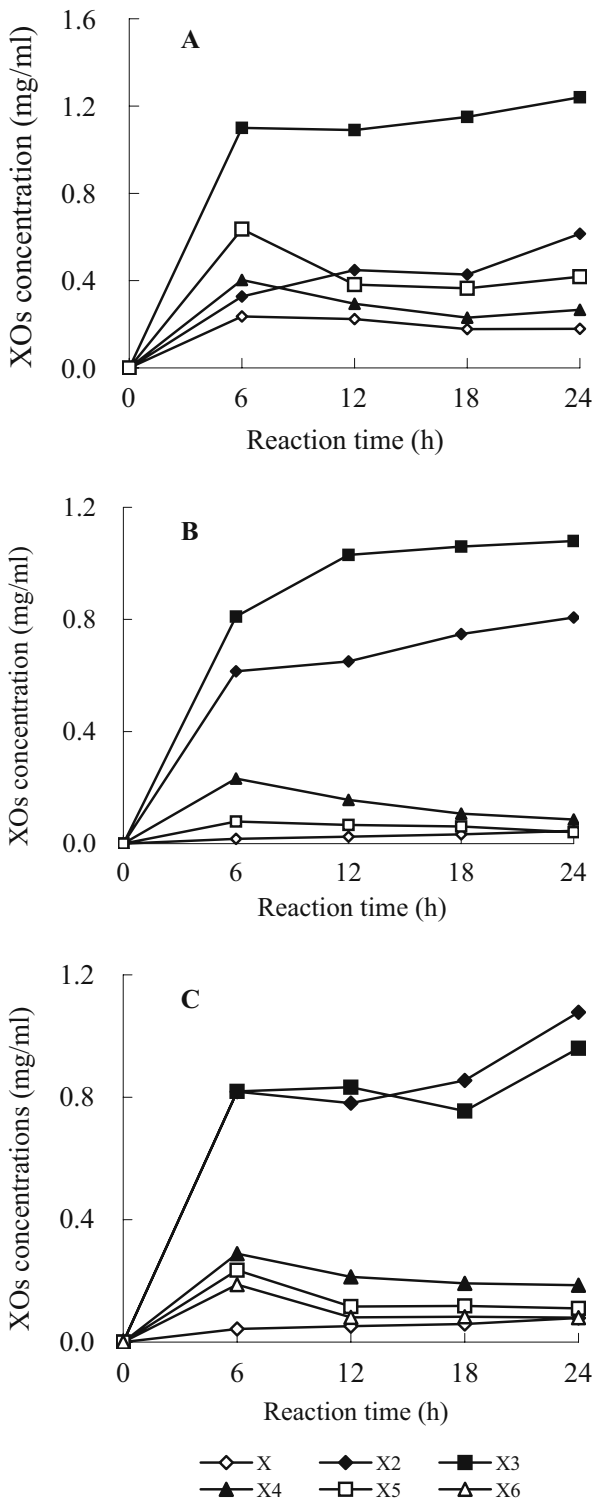 A
XOs concentration (mg/ml)
1.6
1.2
0.8
0.4
0.0
0 6 12 18 24
Reaction time (h)
B
XOs concentration (mg/ml)
1.2
0.8
0.4
0.0
0 6 12 18 24
Reaction time (h)
C
XOs concentrations (mg/ml)
1.2
0.8
0.4
0.0
0 6 12 18 24
Reaction time (h)
X X2 X3
X4 X5 X6